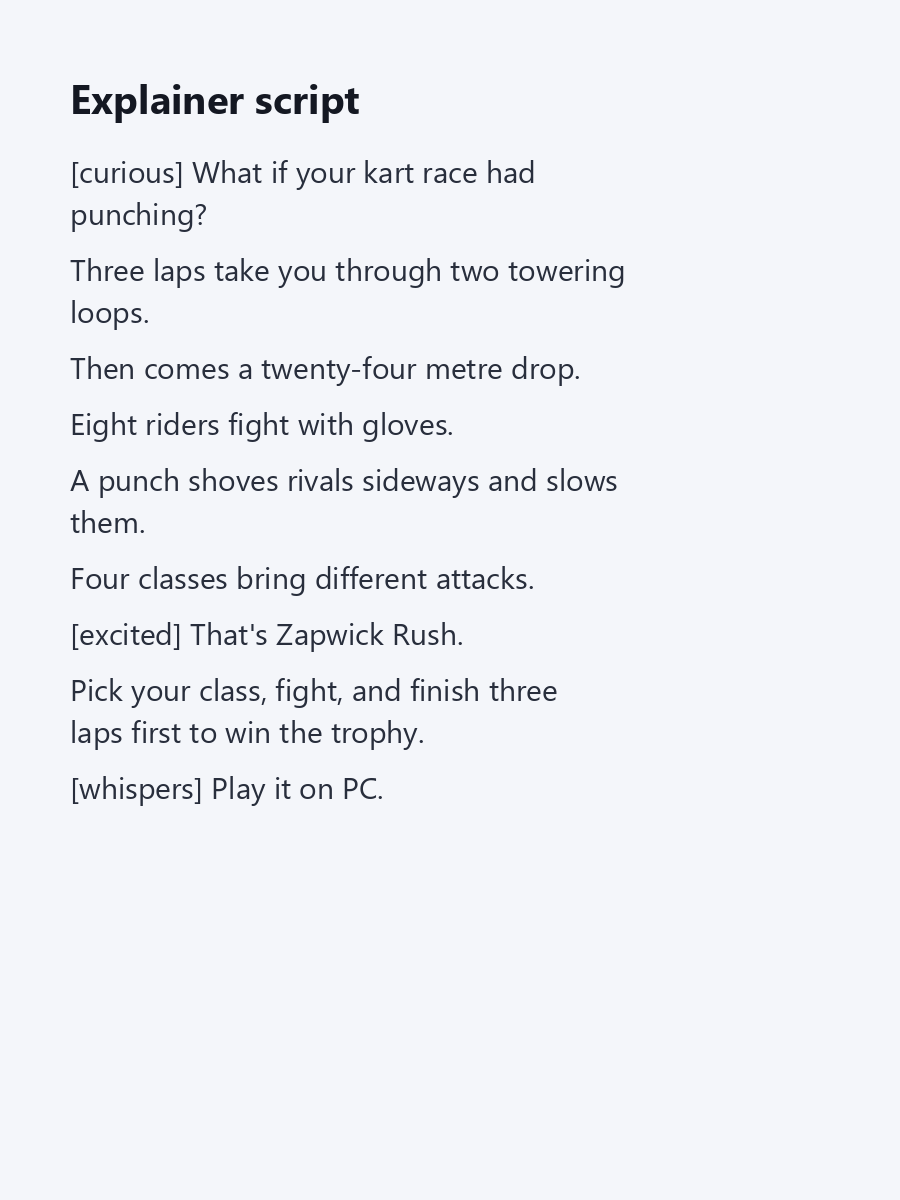 Explainer script
[curious] What if your kart race had
punching?
Three laps take you through two towering
loops.
Then comes a twenty-four metre drop.
Eight riders fight with gloves.
A punch shoves rivals sideways and slows
them.
Four classes bring different attacks.
[excited] That's Zapwick Rush.
Pick your class, fight, and finish three
laps first to win the trophy.
[whispers] Play it on PC.